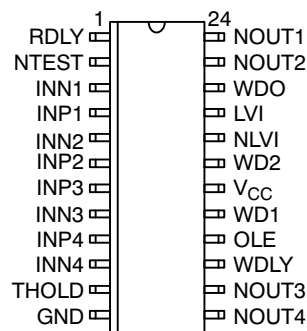 1 24
RDLY NOUT1
NTEST NOUT2
INN1 WDO
INP1 LVI
INN2 NLVI
INP2 WD2
INP3 VCC
INN3 WD1
INP4 OLE
INN4 WDLY
THOLD NOUT3
GND NOUT4